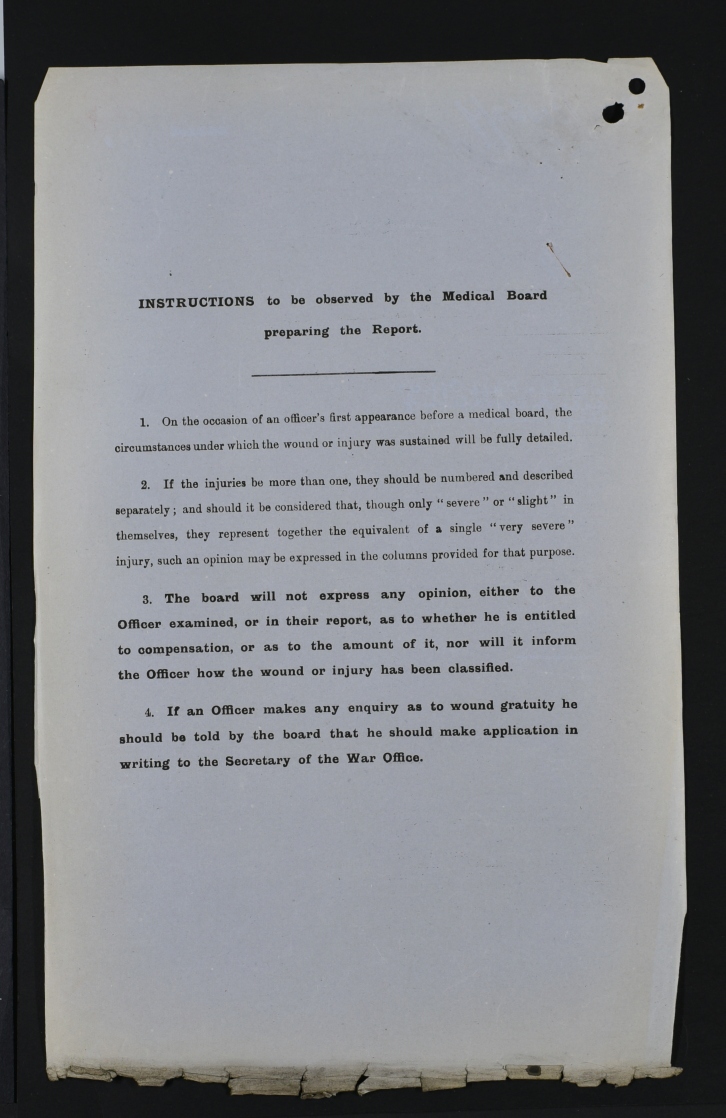 INSTRUCTIONS to be observed by the Medical Board
preparing the Report.
1. On the occasion of an officer's first appearance before a medical board, the
circumstances under which the wound or injury was sustained will be fully detailed.
2. If the injuries be more than one, they should be numbered and described
separately; and should it be considered that, though only "severe" or "slight" in
themselves, they represent together the equivalent of a single "very severe"
injury, such an opinion may be expressed in the columns provided for that purpose.
3. The board will not express any opinion, either to the
Officer examined, or in their report, as to whether he is entitled
to compensation, or as to the amount of it, nor will it inform
the Officer how the wound or injury has been classified.
4. If an Officer makes any enquiry as to wound gratuity he
should be told by the board that he should make application in
writing to the Secretary of the War Office.